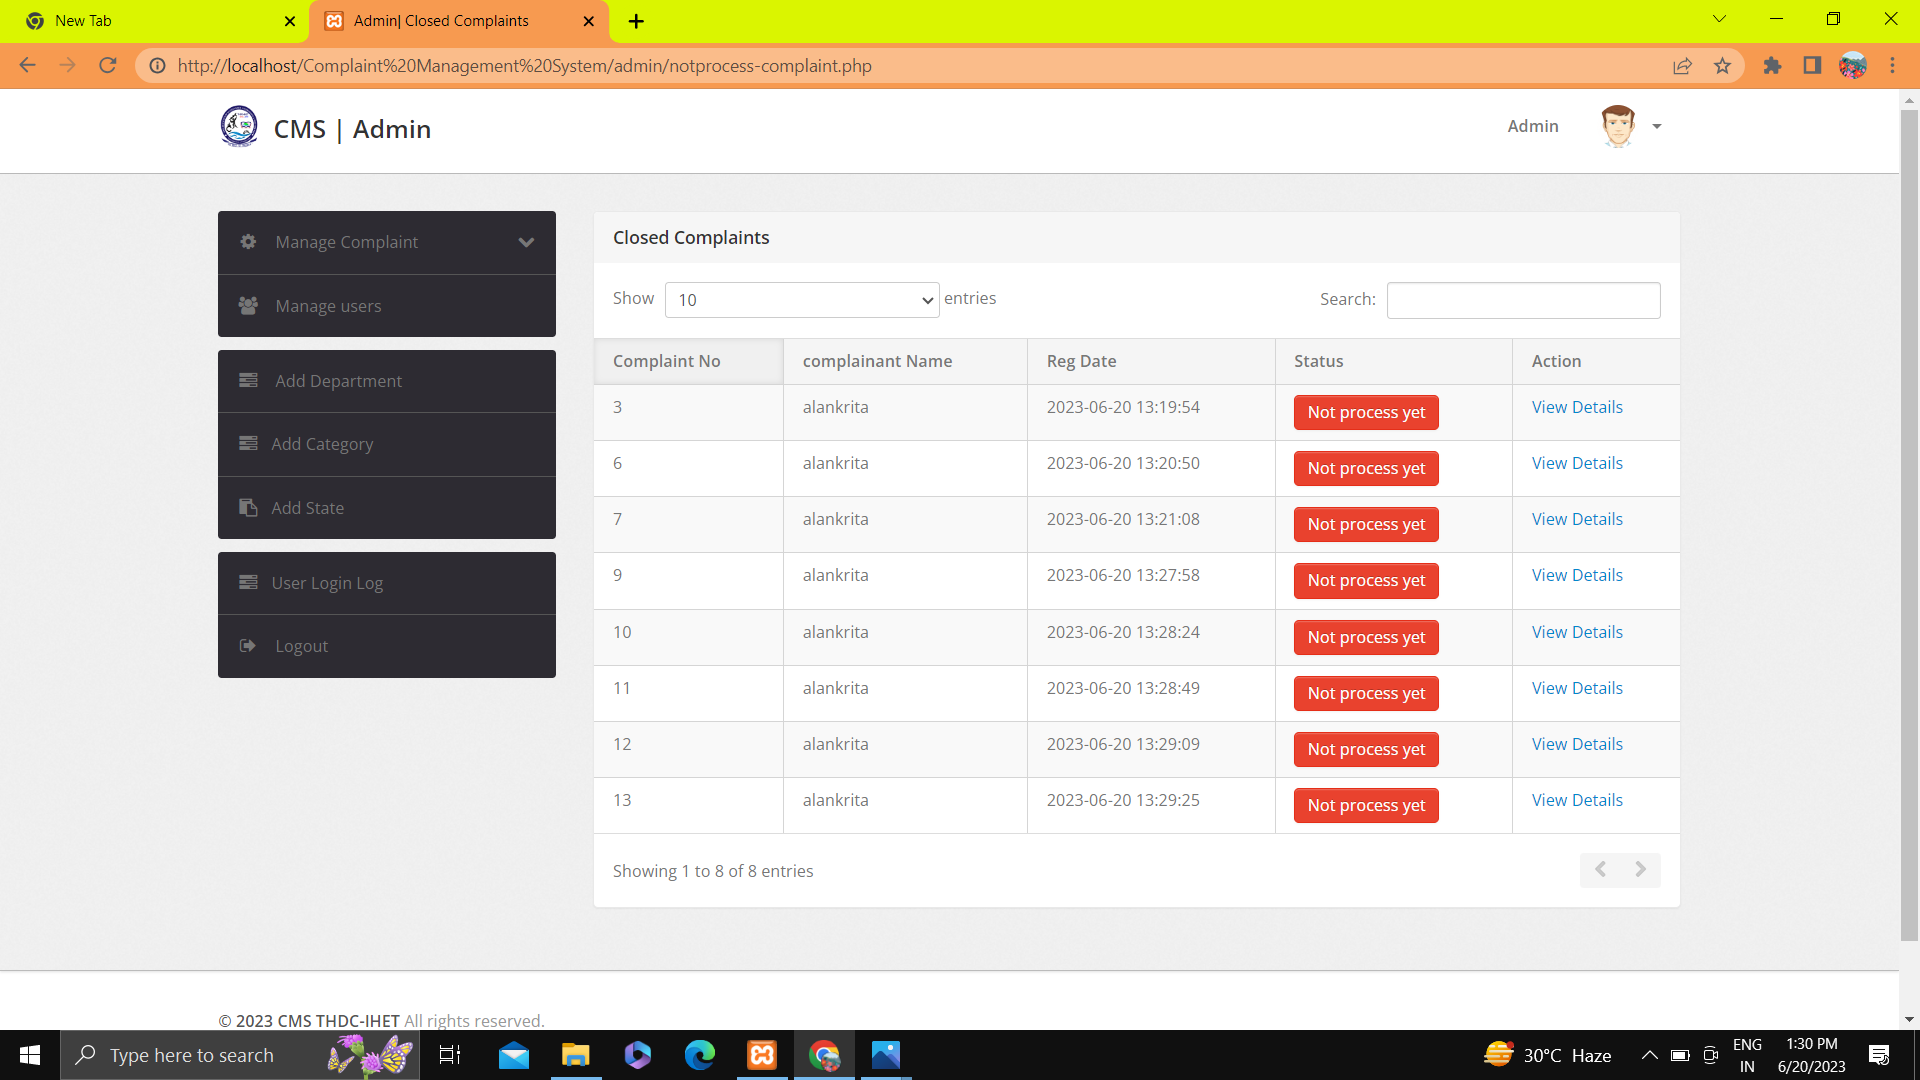 New Tab
Admin| Closed Complaints
http://localhost/Complaint%20Management%20System/admin/notprocess-complaint.php
CMS | Admin
Admin
Manage Complaint
Manage users
Add Department
Add Category
Add State
User Login Log
Logout
Closed Complaints
Show 10 entries Search:
Complaint No complainant Name Reg Date Status Action
3 alankrita 2023-06-20 13:19:54 Not process yet View Details
6 alankrita 2023-06-20 13:20:50 Not process yet View Details
7 alankrita 2023-06-20 13:21:08 Not process yet View Details
9 alankrita 2023-06-20 13:27:58 Not process yet View Details
10 alankrita 2023-06-20 13:28:24 Not process yet View Details
11 alankrita 2023-06-20 13:28:49 Not process yet View Details
12 alankrita 2023-06-20 13:29:09 Not process yet View Details
13 alankrita 2023-06-20 13:29:25 Not process yet View Details
Showing 1 to 8 of 8 entries
© 2023 CMS THDC-IHET All rights reserved.
Type here to search
30°C Haze
ENG
IN
1:30 PM
6/20/2023